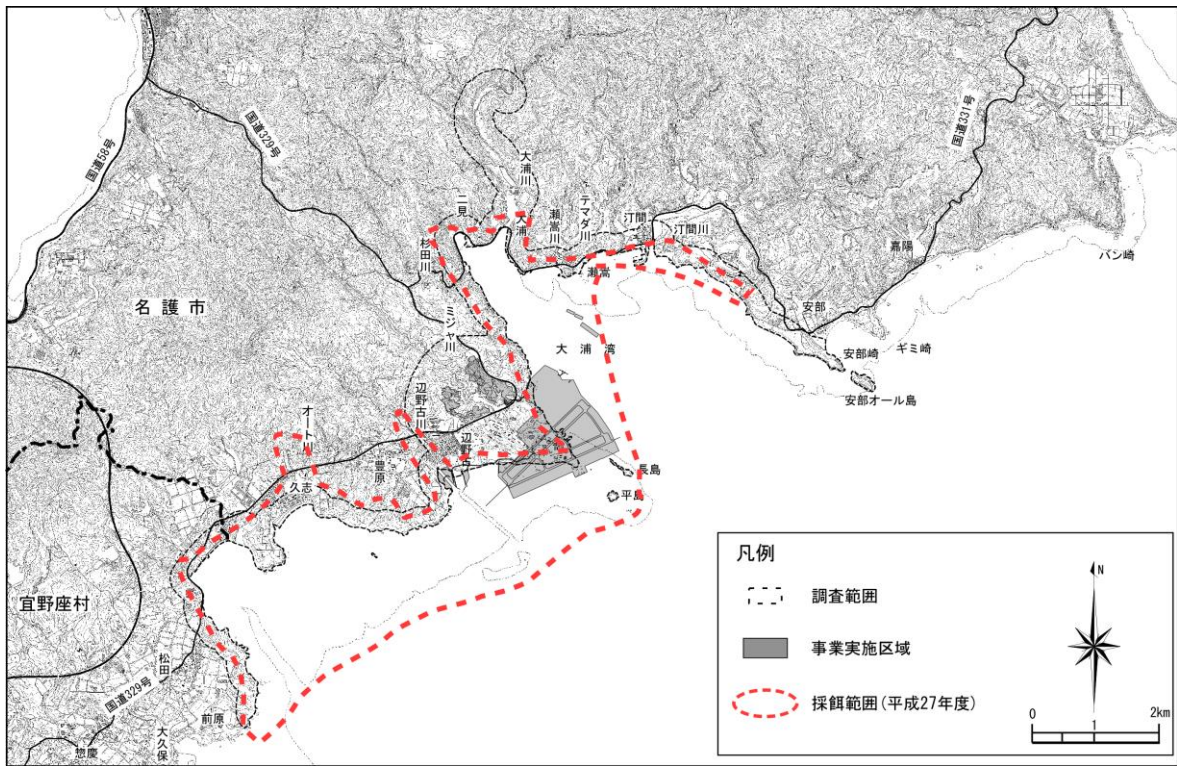 国道58号
国道329号
国道331号
大浦川
二見
大浦
瀬嵩川
テマダ川
汀間
汀間川
杉田川
瀬嵩
嘉陽
バン崎
安部
名護市
ミジャ川
大浦湾
安部崎
ギミ崎
安部オール島
辺野古川
オートリ
辺野古
豊原
久志
長島
平島
宜野座村
松田
国道329号
前原
大久保
惣慶
凡例
調査範囲
事業実施区域
採餌範囲(平成27年度)
N
0 1 2km